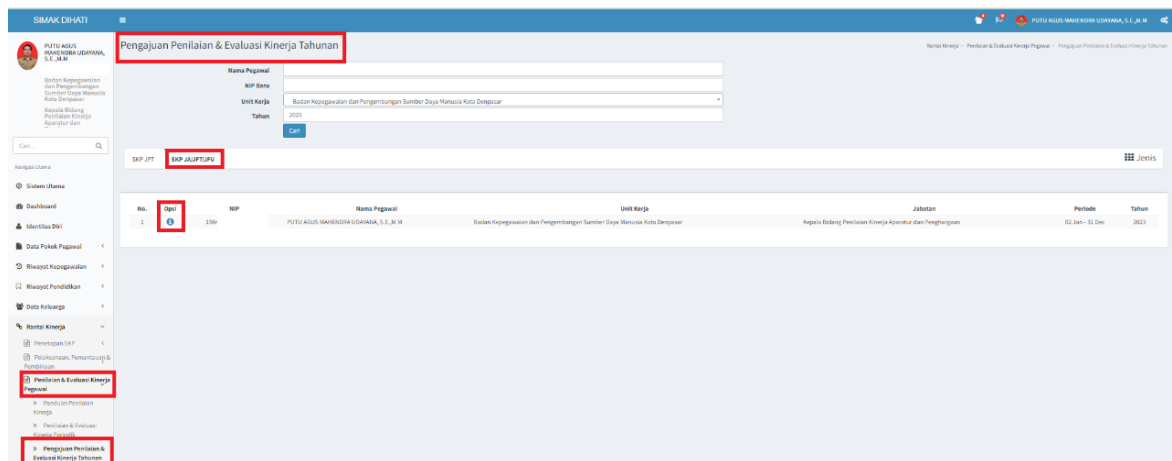 SIMAK DIHATI
PUTU AGUS MAHENDRA UDAYANA, S.E.,M.M
PUTU AGUS
MAHENDRA UDAYANA,
S.E.,M.M
Badan Kepegawaian
dan Pengembangan
Sumber Daya Manusia
Kota Denpasar
Kepala Bidang
Penilaian Kinerja
Aparatur dan
Cari...
Navigasi Utama
Sistem Utama
Dashboard
Identitas Diri
Data Pokok Pegawai
Riwayat Kepegawaian
Riwayat Pendidikan
Data Keluarga
Rantai Kinerja
Penetapan SKP
Pelaksanaan, Pemantauan &
Pembinaan
Penilaian & Evaluasi Kinerja
Pegawai
» Panduan Penilaian
Kinerja
» Penilaian & Evaluasi
Kinerja Periodik
» Pengajuan Penilaian &
Evaluasi Kinerja Tahunan
Pengajuan Penilaian & Evaluasi Kinerja Tahunan
Rantai Kinerja > Penilaian & Evaluasi Kinerja Pegawai > Pengajuan Penilaian & Evaluasi Kinerja Tahunan
Nama Pegawai
NIP Baru
Unit Kerja Badan Kepegawaian dan Pengembangan Sumber Daya Manusia Kota Denpasar
Tahun 2023
Cari
SKP JPT SKP JA/JFT/JFU Jenis
No. Opsi NIP Nama Pegawai Unit Kerja Jabatan Periode Tahun
1 198 PUTU AGUS MAHENDRA UDAYANA, S.E.,M.M Badan Kepegawaian dan Pengembangan Sumber Daya Manusia Kota Denpasar Kepala Bidang Penilaian Kinerja Aparatur dan Penghargaan 02 Jan - 31 Dec 2023